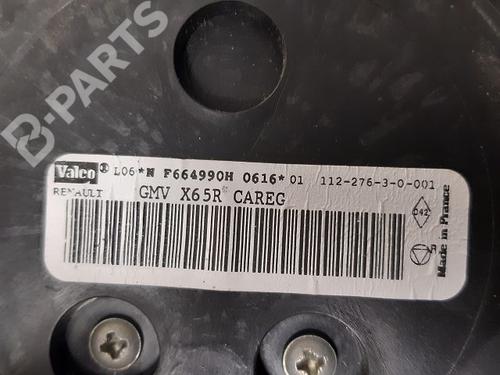 B-PARTS
Valeo L06*N F664990H 0616* 01 112-276-3-0-001
RENAULT GMV X65R* CAREG
D42
Made in France